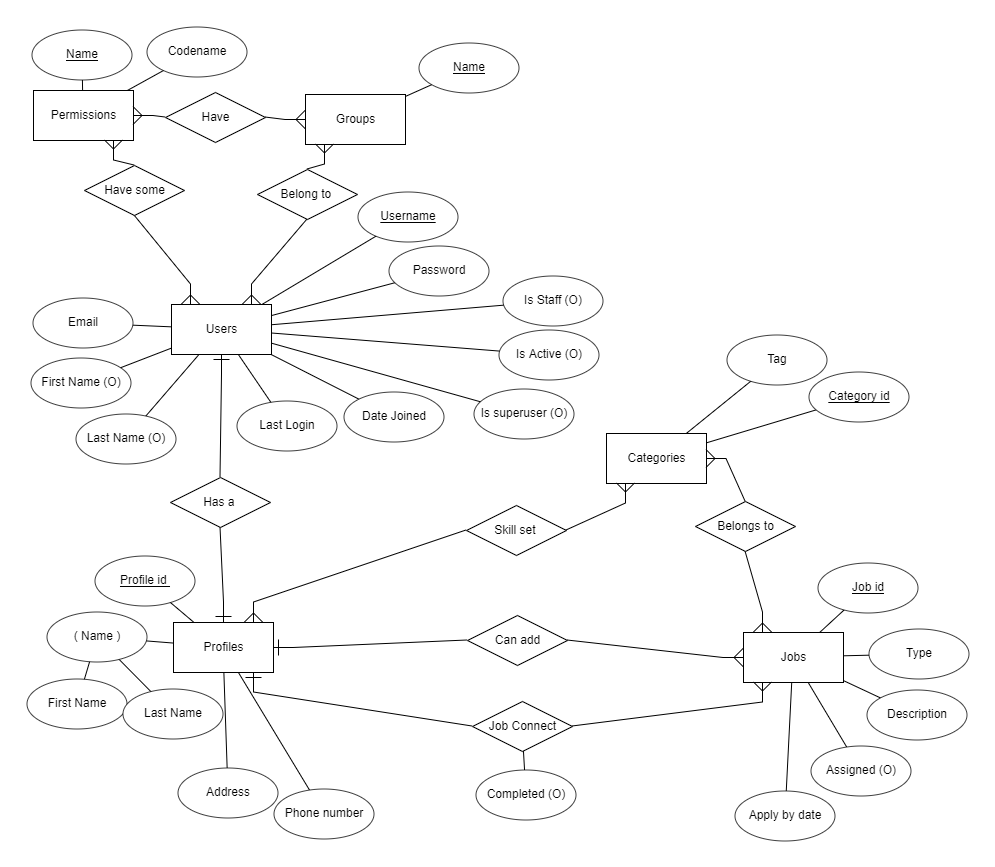 Name
Codename
Name
Permissions
Have
Groups
Have some
Belong to
Username
Password
Is Staff (O)
Email
Users
Is Active (O)
Tag
First Name (O)
Category id
Is superuser (O)
Date Joined
Last Login
Last Name (O)
Categories
Has a
Skill set
Belongs to
Profile id
Job id
( Name )
Can add
Profiles
Jobs
Type
First Name
Last Name
Description
Job Connect
Assigned (O)
Address
Completed (O)
Phone number
Apply by date